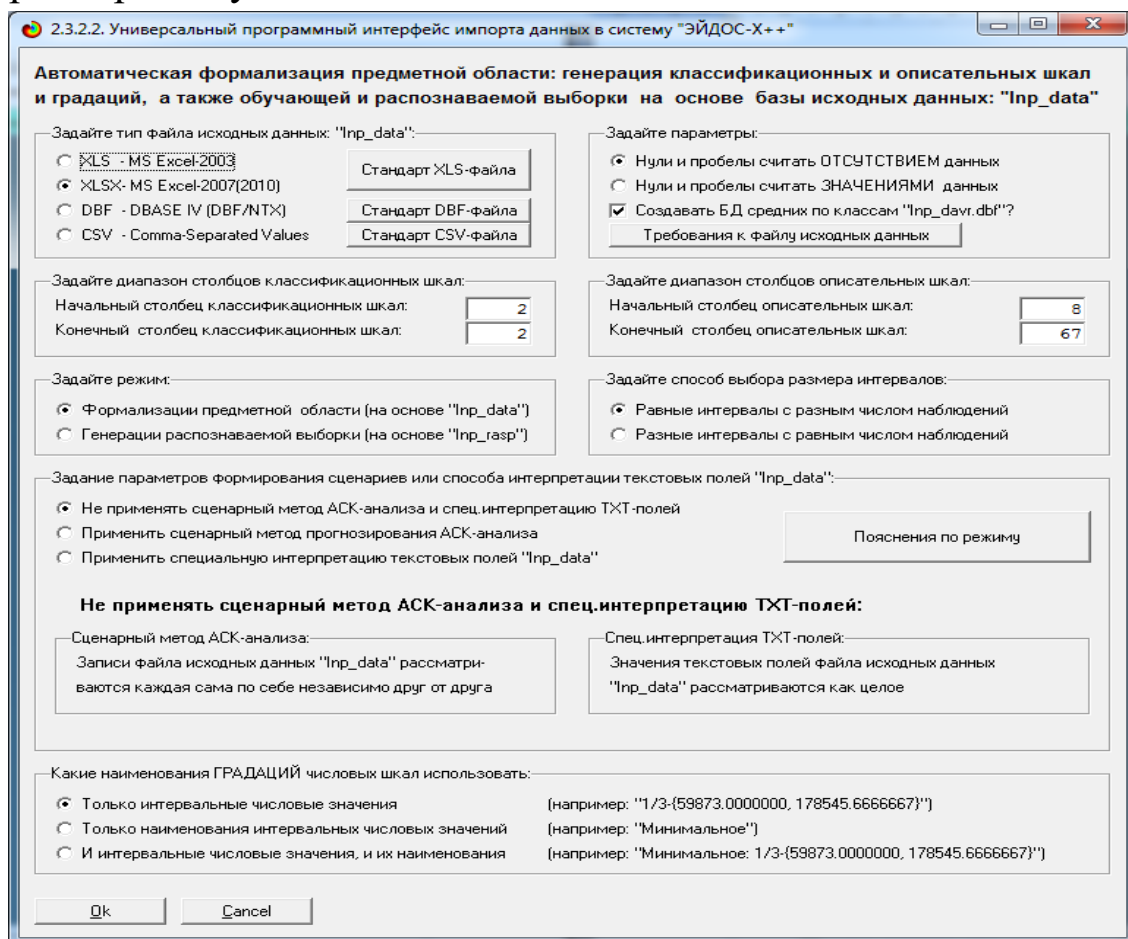 2.3.2.2. Универсальный программный интерфейс импорта данных в систему "ЭЙДОС-X++"
Автоматическая формализация предметной области: генерация классификационных и описательных шкал
и градаций, а также обучающей и распознаваемой выборки на основе базы исходных данных: "Inp_data"
Задайте тип файла исходных данных: "Inp_data":
XLS - MS Excel-2003
XLSX- MS Excel-2007(2010)
DBF - DBASE IV (DBF/NTX)
CSV - Comma-Separated Values
Стандарт XLS-файла
Стандарт DBF-файла
Стандарт CSV-файла
Задайте параметры:
Нули и пробелы считать ОТСУТСТВИЕМ данных
Нули и пробелы считать ЗНАЧЕНИЯМИ данных
Создавать БД средних по классам "Inp_davr.dbf"?
Требования к файлу исходных данных
Задайте диапазон столбцов классификационных шкал:
Начальный столбец классификационных шкал: 2
Конечный столбец классификационных шкал: 2
Задайте диапазон столбцов описательных шкал:
Начальный столбец описательных шкал: 8
Конечный столбец описательных шкал: 67
Задайте режим:
Формализации предметной области (на основе "Inp_data")
Генерации распознаваемой выборки (на основе "Inp_rasp")
Задайте способ выбора размера интервалов:
Равные интервалы с разным числом наблюдений
Разные интервалы с равным числом наблюдений
Задание параметров формирования сценариев или способа интерпретации текстовых полей "Inp_data":
Не применять сценарный метод АСК-анализа и спец.интерпретацию TXT-полей
Применить сценарный метод прогнозирования АСК-анализа
Применить специальную интерпретацию текстовых полей "Inp_data"
Пояснения по режиму
Не применять сценарный метод АСК-анализа и спец.интерпретацию TXT-полей:
Сценарный метод АСК-анализа:
Записи файла исходных данных "Inp_data" рассматри-
ваются каждая сама по себе независимо друг от друга
Спец.интерпретация TXT-полей:
Значения текстовых полей файла исходных данных
"Inp_data" рассматриваются как целое
Какие наименования ГРАДАЦИЙ числовых шкал использовать:
Только интервальные числовые значения (например: "1/3-{59873.0000000, 178545.6666667}")
Только наименования интервальных числовых значений (например: "Минимальное")
И интервальные числовые значения, и их наименования (например: "Минимальное: 1/3-{59873.0000000, 178545.6666667}")
Ok Cancel